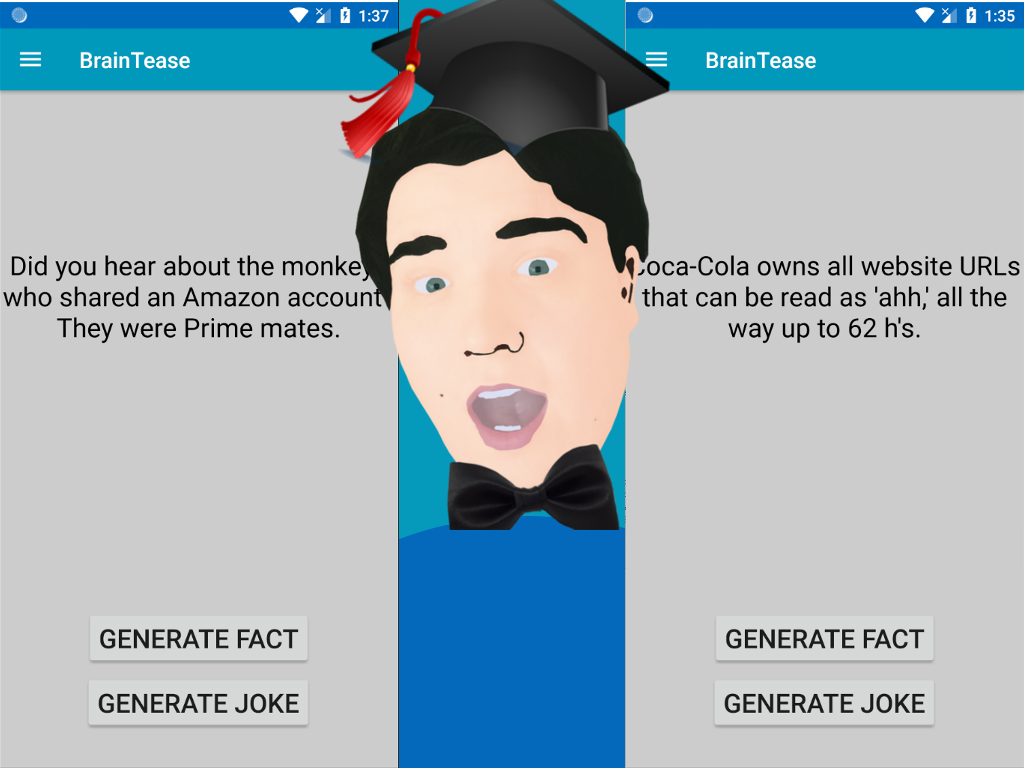 1:37
BrainTease
Did you hear about the monkey
who shared an Amazon account
They were Prime mates.
GENERATE FACT
GENERATE JOKE
1:35
BrainTease
Coca-Cola owns all website URLs
that can be read as 'ahh,' all the
way up to 62 h's.
GENERATE FACT
GENERATE JOKE